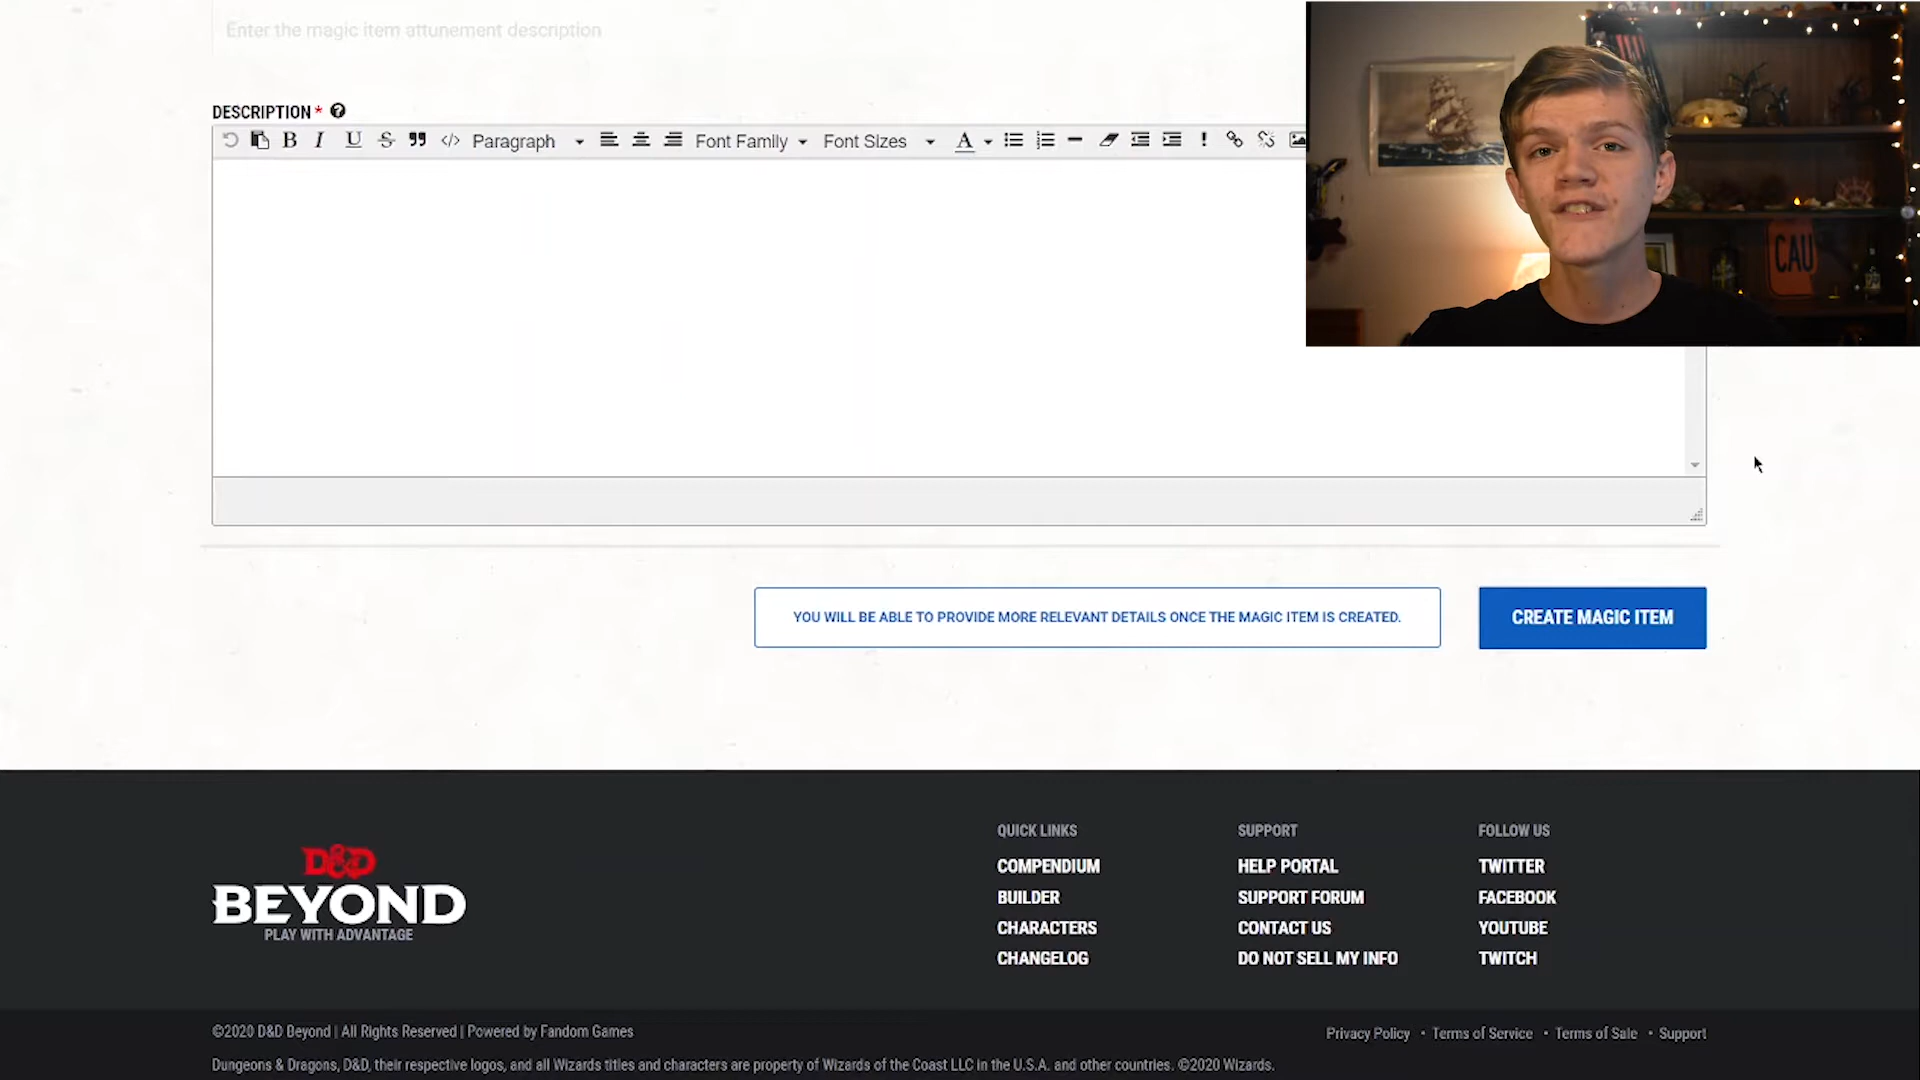 Enter the magic item attunement description
DESCRIPTION *
Paragraph Font Family Font Sizes A
CAU
YOU WILL BE ABLE TO PROVIDE MORE RELEVANT DETAILS ONCE THE MAGIC ITEM IS CREATED.
CREATE MAGIC ITEM
D&D
BEYOND
PLAY WITH ADVANTAGE
QUICK LINKS
COMPENDIUM
BUILDER
CHARACTERS
CHANGELOG
SUPPORT
HELP PORTAL
SUPPORT FORUM
CONTACT US
DO NOT SELL MY INFO
FOLLOW US
TWITTER
FACEBOOK
YOUTUBE
TWITCH
©2020 D&D Beyond | All Rights Reserved | Powered by Fandom Games
Privacy Policy • Terms of Service • Terms of Sale • Support
Dungeons & Dragons, D&D, their respective logos, and all Wizards titles and characters are property of Wizards of the Coast LLC in the U.S.A. and other countries. ©2020 Wizards.